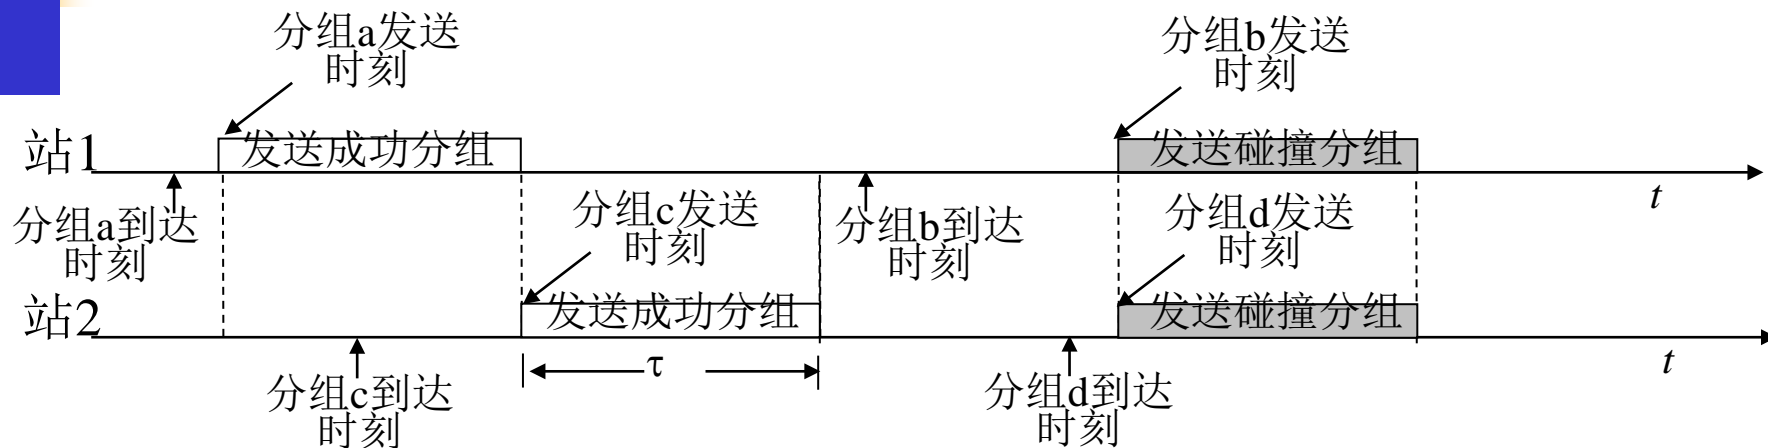 分组a发送
时刻
分组b发送
时刻
站1
发送成功分组
发送碰撞分组
t
分组a到达
时刻
分组c发送
时刻
分组b到达
时刻
分组d发送
时刻
站2
发送成功分组
发送碰撞分组
t
τ
分组c到达
时刻
分组d到达
时刻